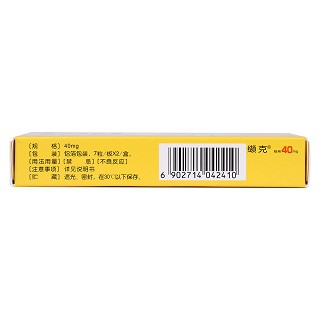 [规　格] 40mg
[包　装] 铝箔包装，7粒/板X2/盒。
[用法用量] [禁　忌] [不良反应]
[注意事项] 详见说明书
[贮　藏] 遮光、密封，在30℃以下保存。
缬克® 40mg
6 902714 042410